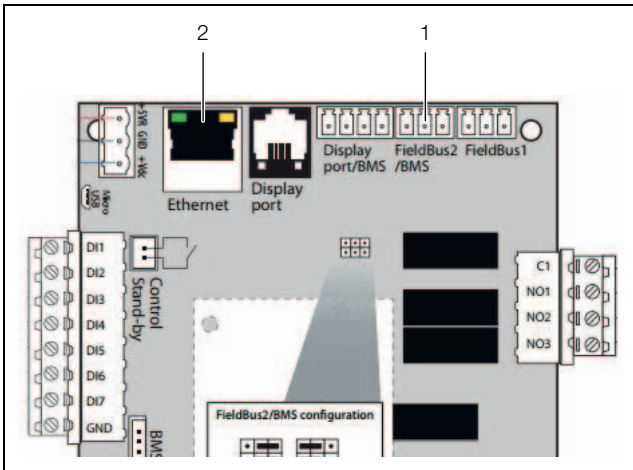 2
1
+5VR GND +Vdc
Micro
USB
Ethernet
Display
port
Display
port/BMS
FieldBus2
/BMS
FieldBus1
DI1
DI2
DI3
DI4
DI5
DI6
DI7
GND
Control
Stand-by
BMS
C1
NO1
NO2
NO3
FieldBus2/BMS configuration